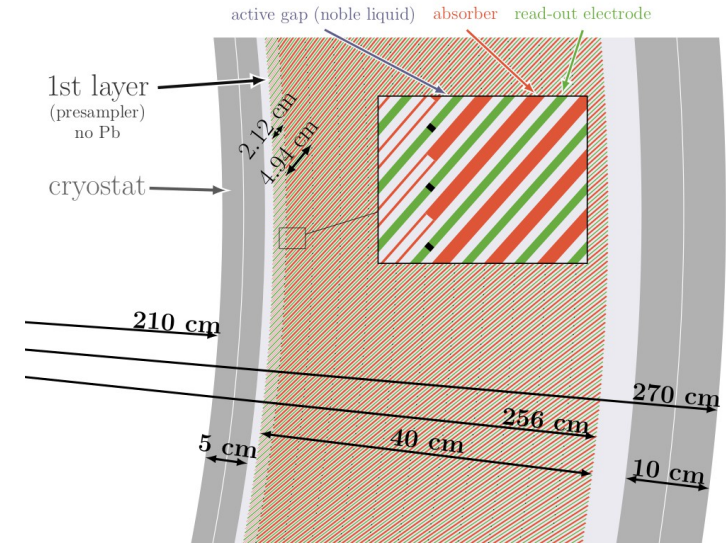 active gap (noble liquid) absorber read-out electrode
1st layer
(presampler)
no Pb
2.12 cm
4.94 cm
cryostat
210 cm
270 cm
256 cm
40 cm
5 cm
10 cm